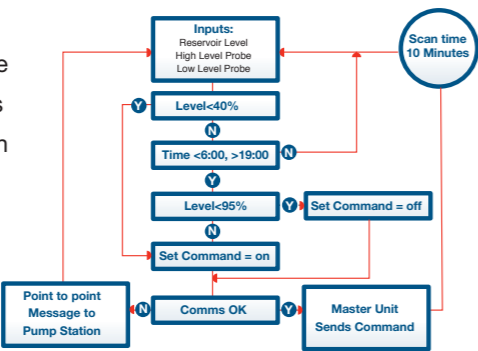 Inputs:
Reservoir Level
High Level Probe
Low Level Probe
Scan time
10 Minutes
e
s
n
Y
Level<40%
N
Time <6:00, >19:00
N
Y
Level<95%
Y
Set Command = off
N
Set Command = on
Point to point
Message to
Pump Station
N
Comms OK
Y
Master Unit
Sends Command